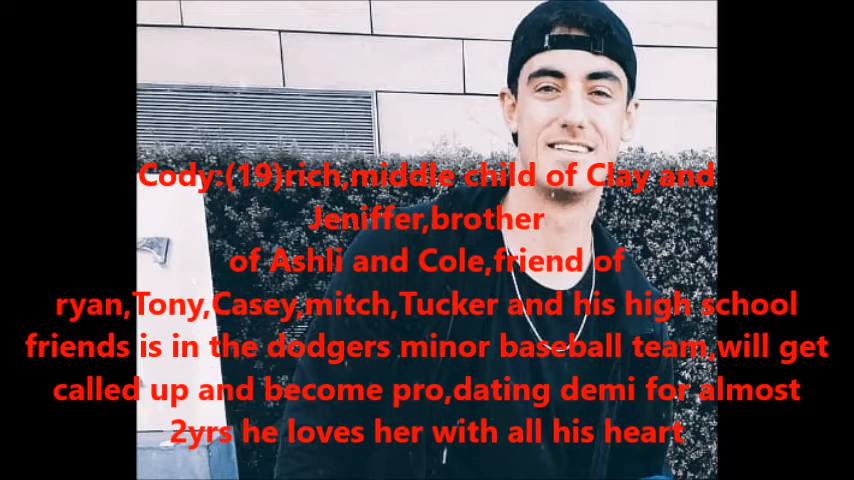 Cody:(19)rich,middle child of Clay and
Jeniffer,brother
of Ashli and Cole,friend of
ryan,Tony,Casey,mitch,Tucker and his high school
friends is in the dodgers minor baseball team,will get
called up and become pro,dating demi for almost
2yrs he loves her with all his heart